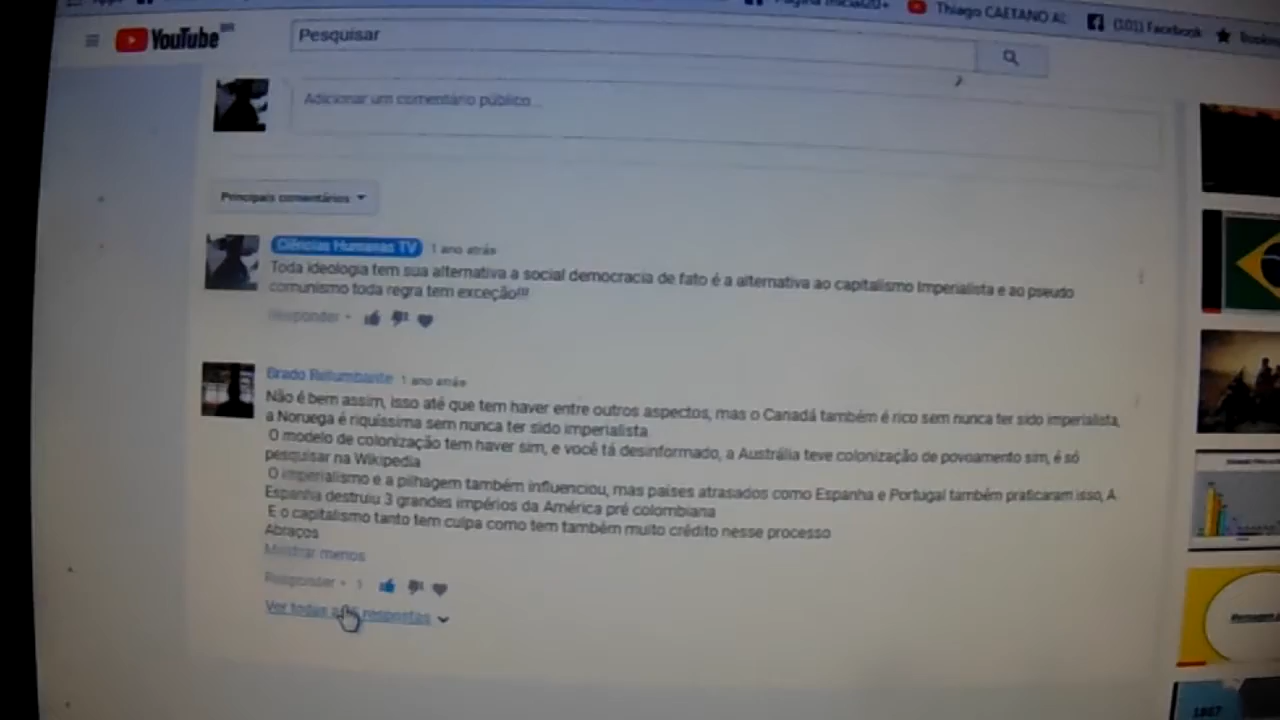 Thiago CAETANO
(101) Facebook
YouTube BR
Pesquisar
Adicionar um comentário público...
Principais comentários
Ciências Humanas TV 1 ano atrás
Toda ideologia tem sua alternativa a social democracia de fato é a alternativa ao capitalismo Imperialista e ao pseudo
comunismo toda regra tem exceção!!!
Responder •
Brado Retumbante 1 ano atrás
Não é bem assim, isso até que tem haver entre outros aspectos, mas o Canadá também é rico sem nunca ter sido imperialista,
a Noruega é riquíssima sem nunca ter sido imperialista
O modelo de colonização tem haver sim, e você tá desinformado, a Austrália teve colonização de povoamento sim, é só
pesquisar na Wikipedia
O imperialismo e a pilhagem também influenciou, mas países atrasados como Espanha e Portugal também praticaram isso, A
Espanha destruiu 3 grandes impérios da América pré colombiana
E o capitalismo tanto tem culpa como tem também muito crédito nesse processo
Abraços
Mostrar menos
Responder • 1
Ver todas as respostas